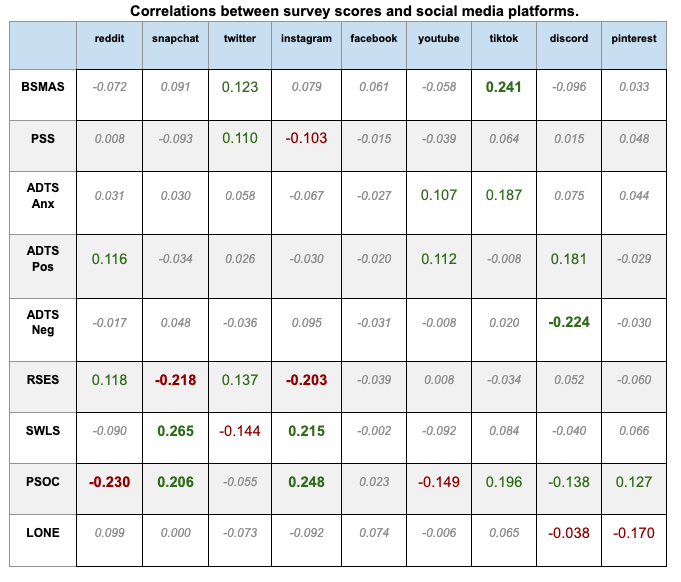 Correlations between survey scores and social media platforms.
reddit snapchat twitter instagram facebook youtube tiktok discord pinterest
BSMAS -0.072 0.091 0.123 0.079 0.061 -0.058 0.241 -0.096 0.033
PSS 0.008 -0.093 0.110 -0.103 -0.015 -0.039 0.064 0.015 0.048
ADTS
Anx 0.031 0.030 0.058 -0.067 -0.027 0.107 0.187 0.075 0.044
ADTS
Pos 0.116 -0.034 0.026 -0.030 -0.020 0.112 -0.008 0.181 -0.029
ADTS
Neg -0.017 0.048 -0.036 0.095 -0.031 -0.008 0.020 -0.224 -0.030
RSES 0.118 -0.218 0.137 -0.203 -0.039 0.008 -0.034 0.052 -0.060
SWLS -0.090 0.265 -0.144 0.215 -0.002 -0.092 0.084 -0.040 0.066
PSOC -0.230 0.206 -0.055 0.248 0.023 -0.149 0.196 -0.138 0.127
LONE 0.099 0.000 -0.073 -0.092 0.074 -0.006 0.065 -0.038 -0.170